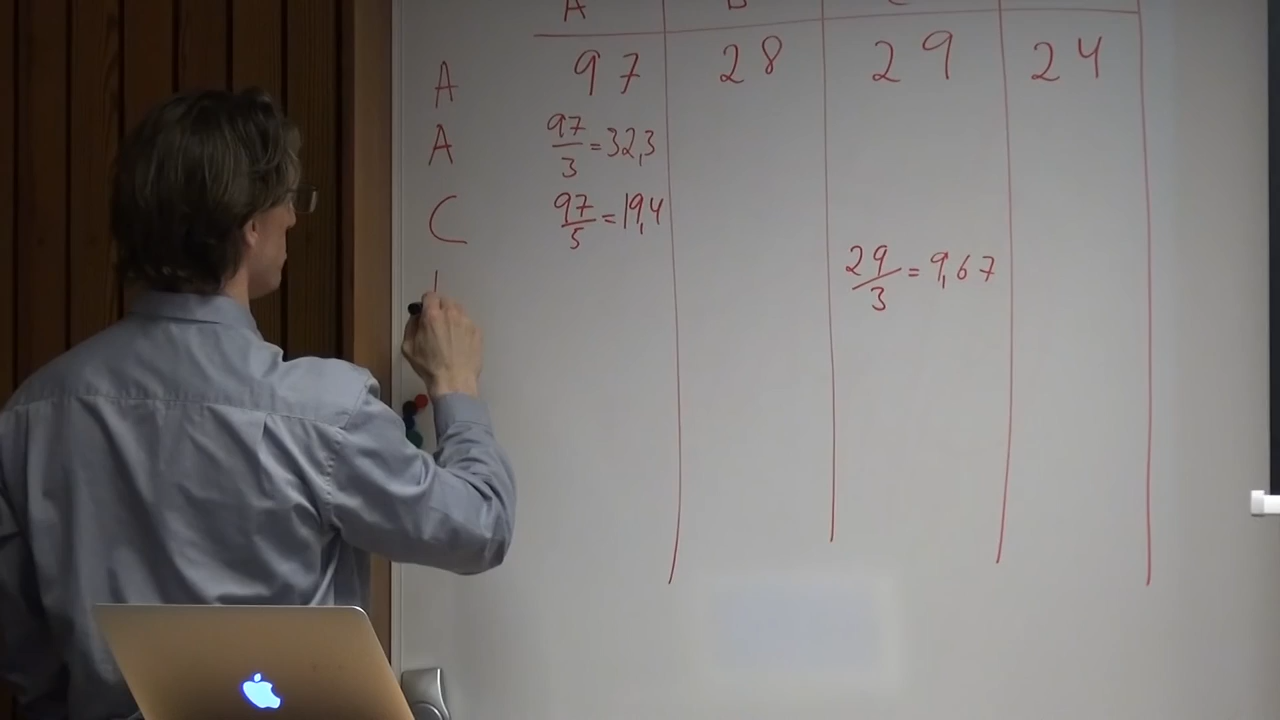 A B
A 97 28 29 24
A 97/3 = 32,3
C 97/5 = 19,4
29/3 = 9,67